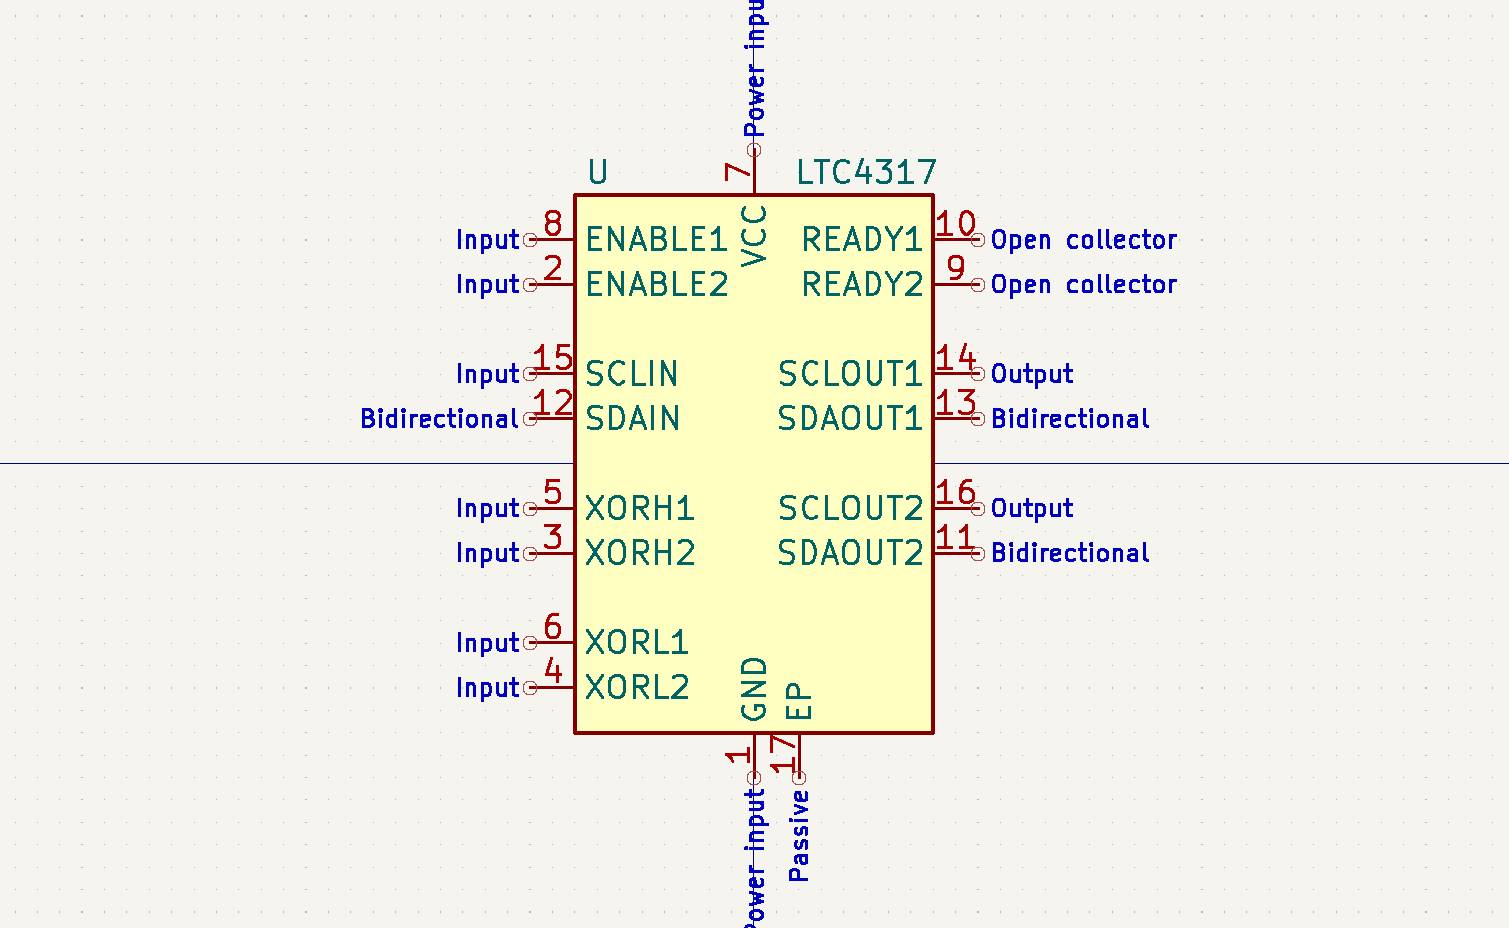 Power inpu
7
U
LTC4317
VCC
Input 8 ENABLE1
READY1 10 Open collector
Input 2 ENABLE2
READY2 9 Open collector
Input 15 SCLIN
SCLOUT1 14 Output
Bidirectional 12 SDAIN
SDAOUT1 13 Bidirectional
Input 5 XORH1
SCLOUT2 16 Output
Input 3 XORH2
SDAOUT2 11 Bidirectional
Input 6 XORL1
Input 4 XORL2
GND
EP
1
17
Power input
Passive